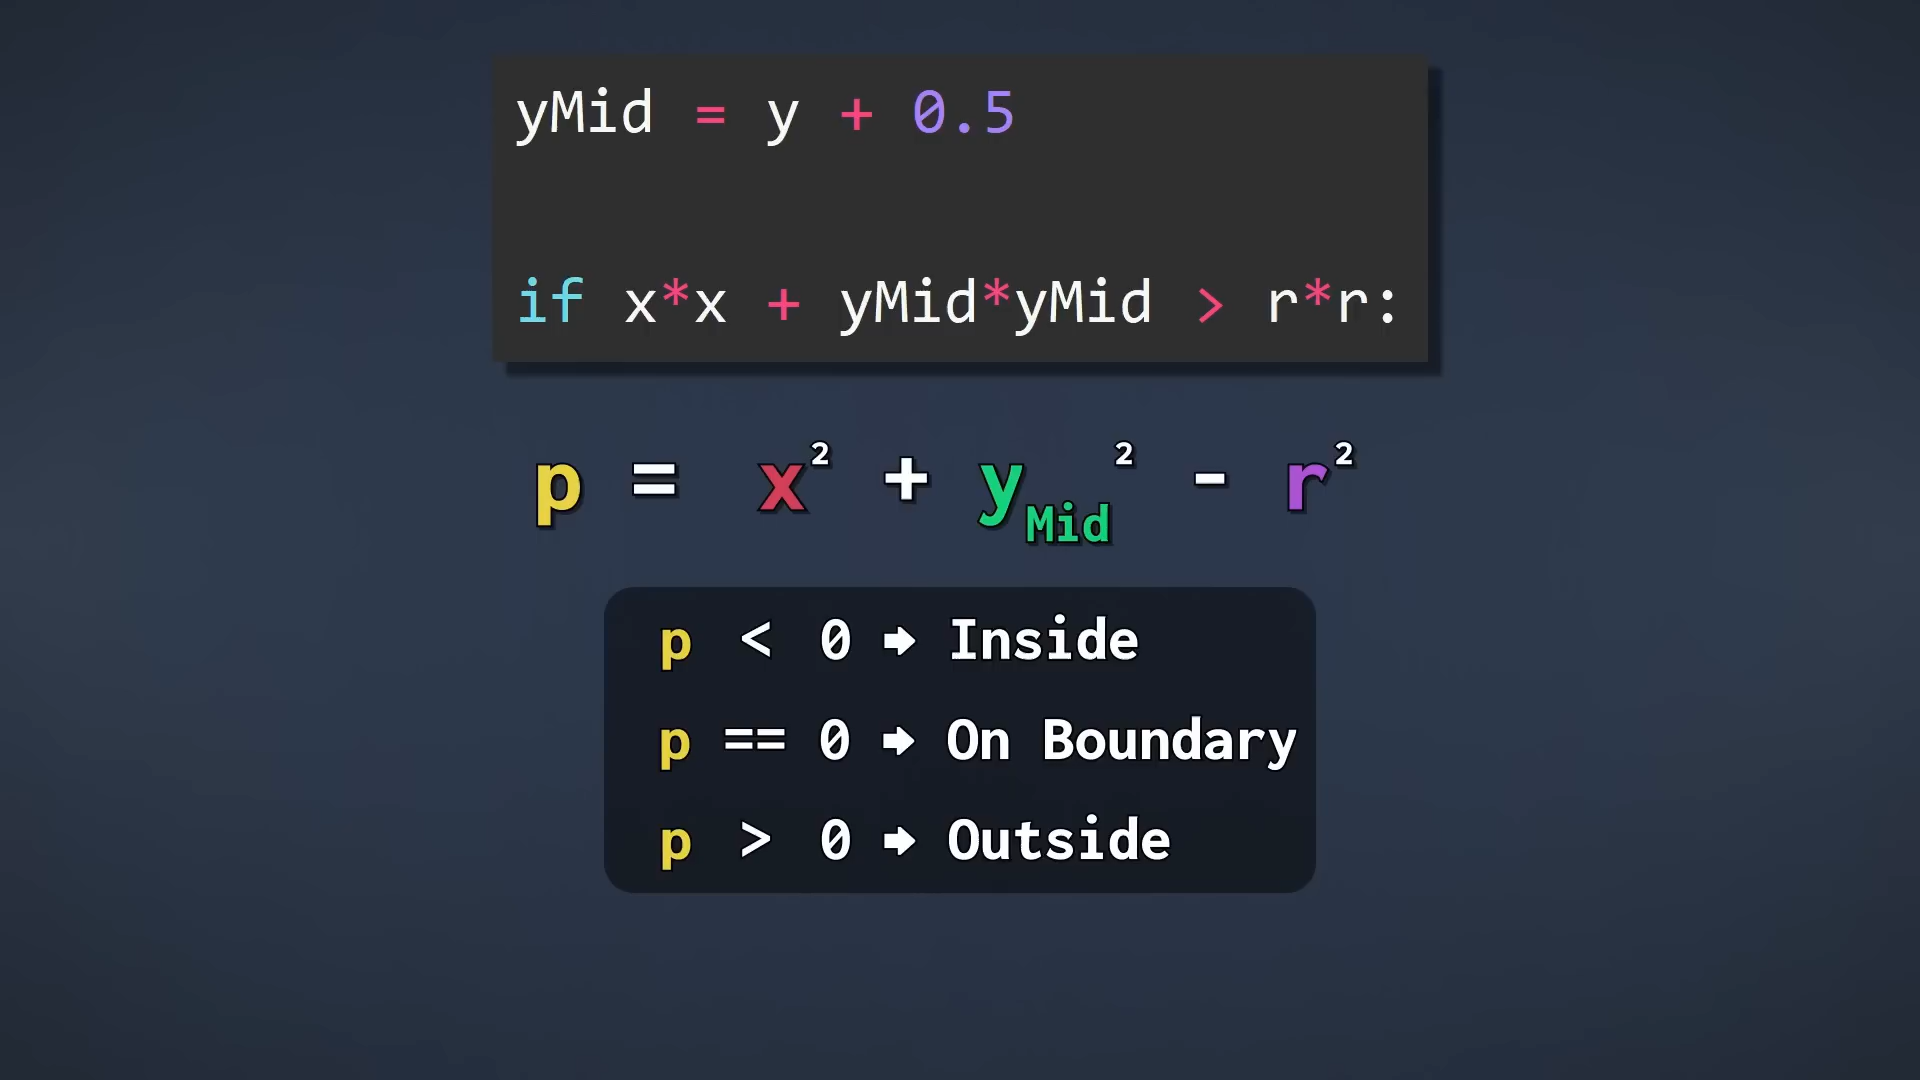 yMid = y + 0.5
if x*x + yMid*yMid > r*r:
p = x² + yMid² - r²
p < 0 ➡ Inside
p == 0 ➡ On Boundary
p > 0 ➡ Outside